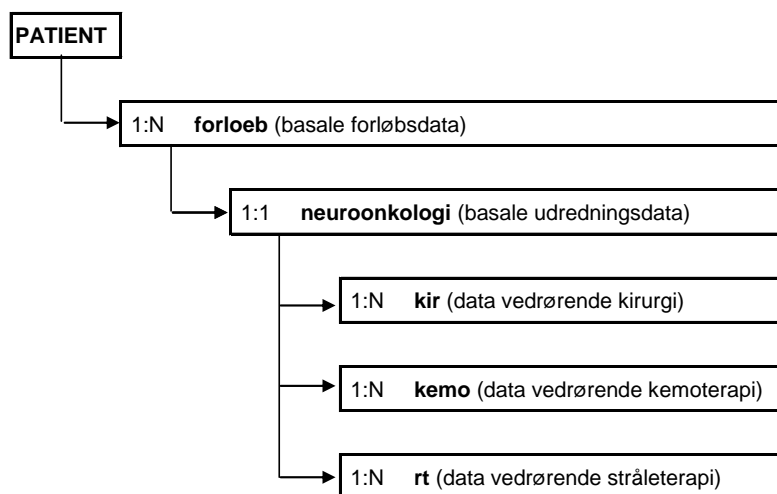 PATIENT
1:N forloeb (basale forløbsdata)
1:1 neuroonkologi (basale udredningsdata)
1:N kir (data vedrørende kirurgi)
1:N kemo (data vedrørende kemoterapi)
1:N rt (data vedrørende stråleterapi)